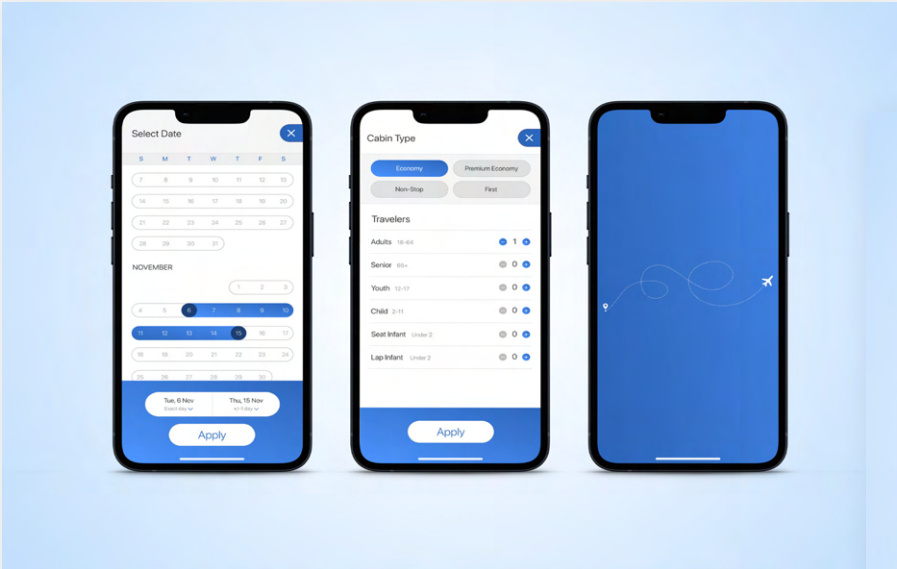 Select Date
S M T W T F S
7 8 9 10 11 12 13
14 15 16 17 18 19 20
21 22 23 24 25 26 27
28 29 30 31
NOVEMBER
1 2 3
4 5 6 7 8 9 10
11 12 13 14 15 16 17
18 19 20 21 22 23 24
25 26 27 28 29 30
Tue, 6 Nov Thu, 15 Nov
Exact day +/-1 day
Apply
Cabin Type
Economy Premium Economy
Non-Stop First
Travelers
Adults 18-64 1
Senior 65+ 0
Youth 12-17 0
Child 2-11 0
Seat Infant Under 2 0
Lap Infant Under 2 0
Apply